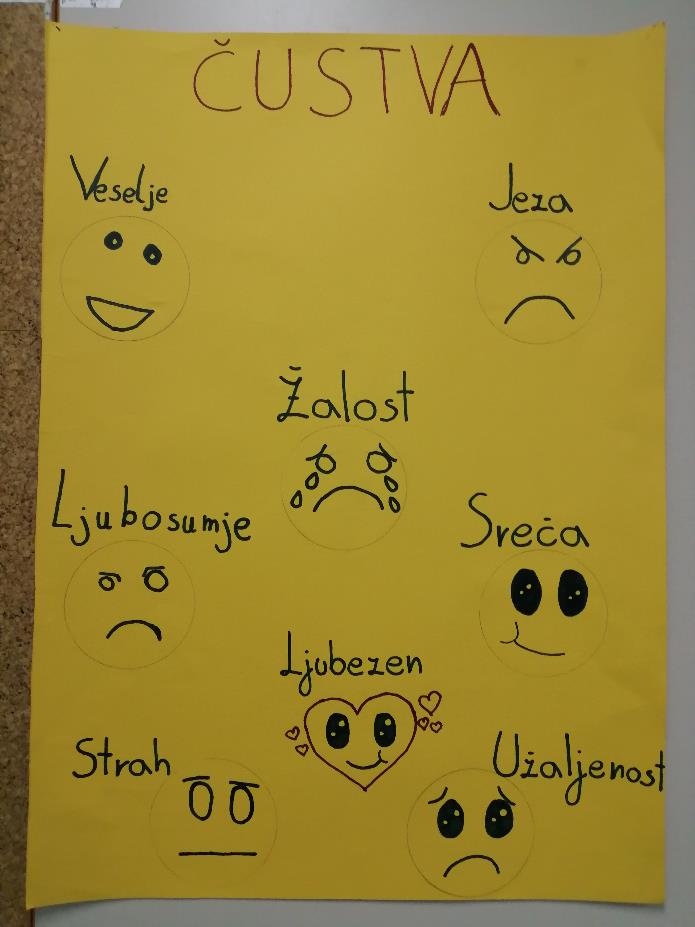 ČUSTVA
Veselje
Jeza
Žalost
Ljubosumje
Sreča
Ljubezen
Strah
Užaljenost